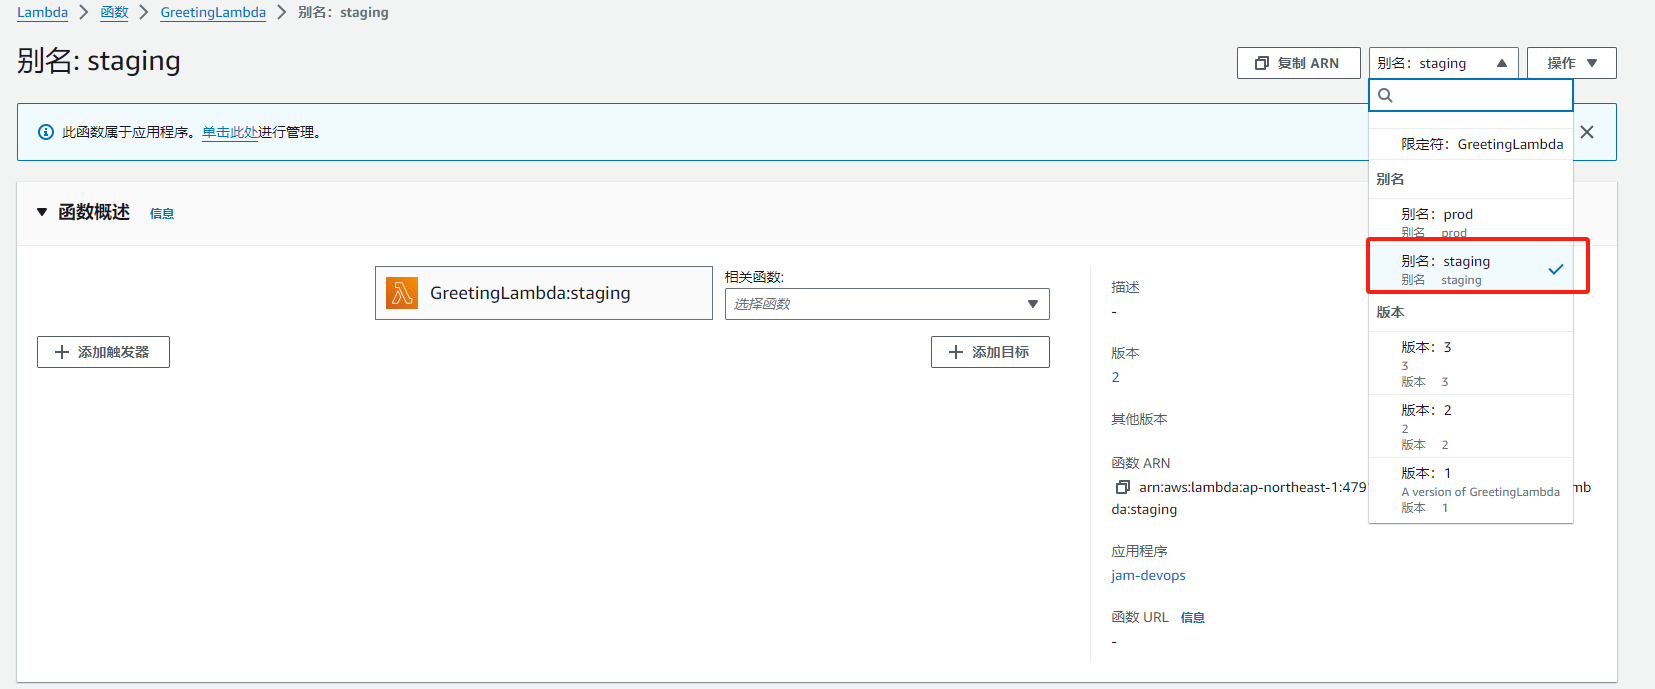 Lambda > 函数 > GreetingLambda > 别名：staging
别名: staging
复制 ARN
别名：staging
操作
此函数属于应用程序。单击此处进行管理。
限定符：GreetingLambda
别名
别名：prod
别名 prod
别名：staging
别名 staging
版本
版本：3
3
版本 3
版本：2
2
版本 2
版本：1
A version of GreetingLambda
版本 1
函数概述 信息
GreetingLambda:staging
相关函数:
选择函数
添加触发器
添加目标
描述
-
版本
2
其他版本
函数 ARN
arn:aws:lambda:ap-northeast-1:479 mb
da:staging
应用程序
jam-devops
函数 URL 信息
-